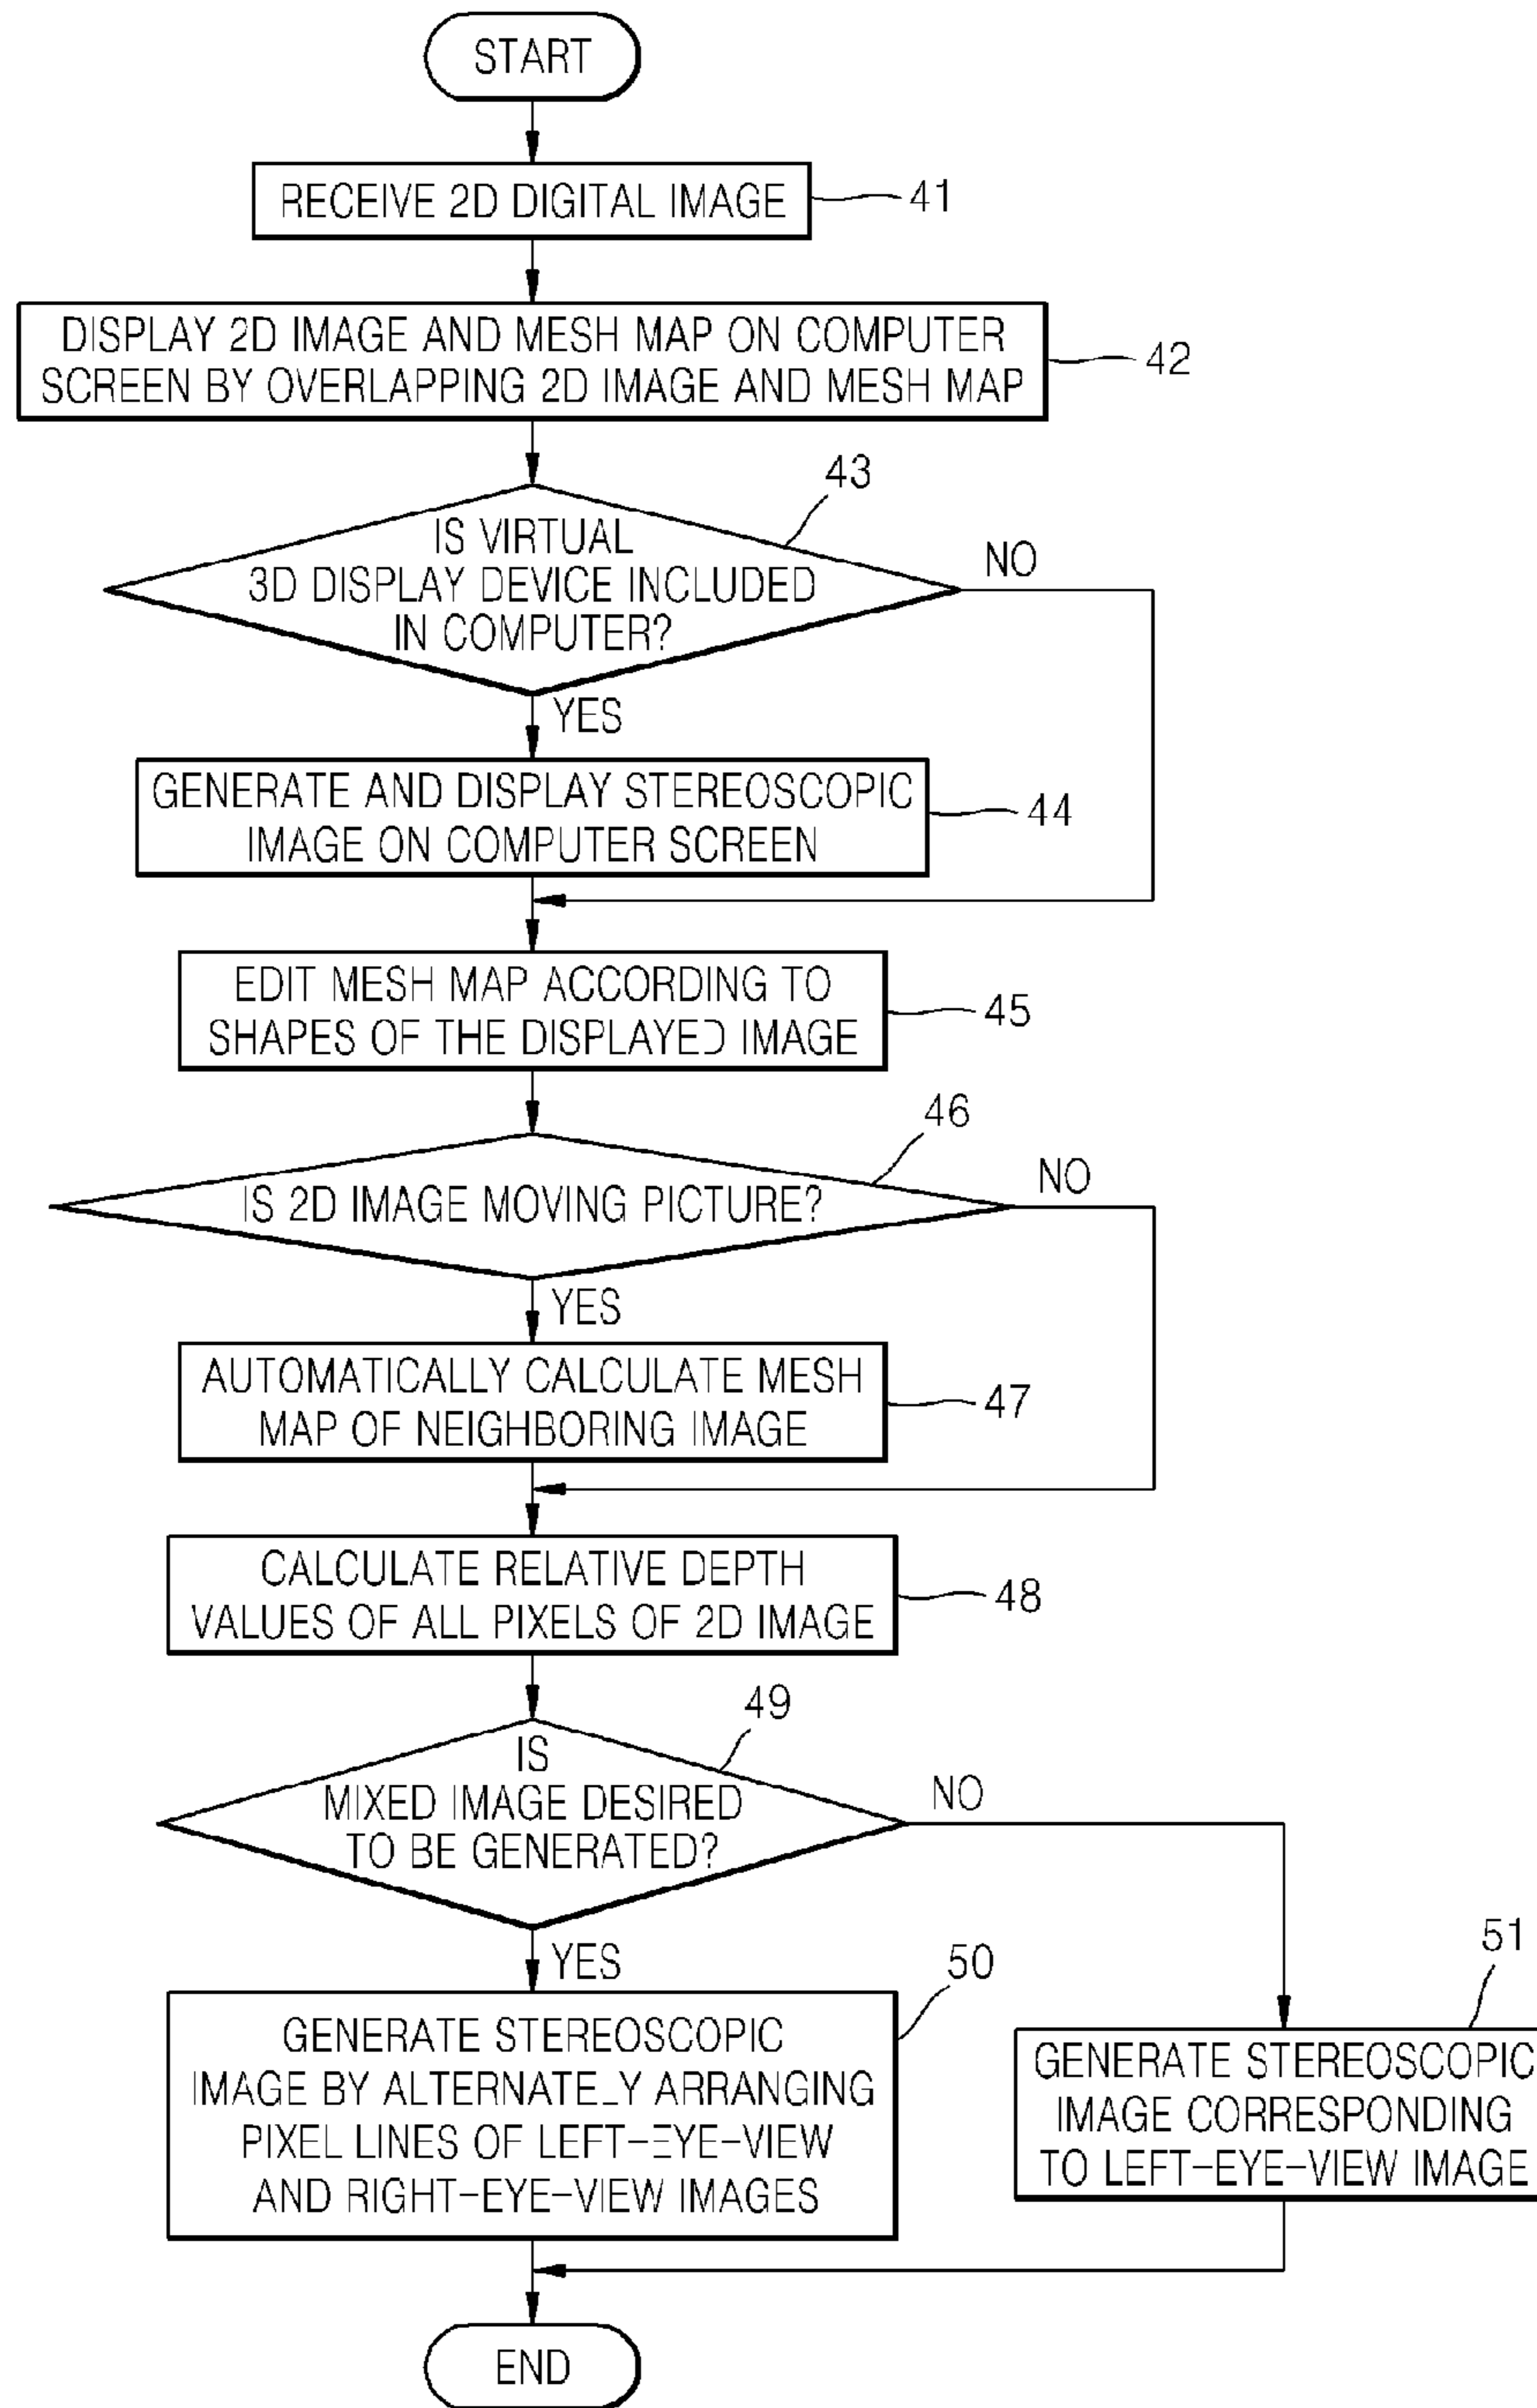 START
RECEIVE 2D DIGITAL IMAGE
41
DISPLAY 2D IMAGE AND MESH MAP ON COMPUTER
SCREEN BY OVERLAPPING 2D IMAGE AND MESH MAP
42
43
IS VIRTUAL
3D DISPLAY DEVICE INCLUDED
IN COMPUTER?
NO
YES
GENERATE AND DISPLAY STEREOSCOPIC
IMAGE ON COMPUTER SCREEN
44
EDIT MESH MAP ACCORDING TO
SHAPES OF THE DISPLAYED IMAGE
45
46
IS 2D IMAGE MOVING PICTURE?
NO
YES
AUTOMATICALLY CALCULATE MESH
MAP OF NEIGHBORING IMAGE
47
CALCULATE RELATIVE DEPTH
VALUES OF ALL PIXELS OF 2D IMAGE
48
49
IS
MIXED IMAGE DESIRED
TO BE GENERATED?
NO
YES
50
GENERATE STEREOSCOPIC
IMAGE BY ALTERNATELY ARRANGING
PIXEL LINES OF LEFT-EYE-VIEW
AND RIGHT-EYE-VIEW IMAGES
51
GENERATE STEREOSCOPIC
IMAGE CORRESPONDING
TO LEFT-EYE-VIEW IMAGE
END